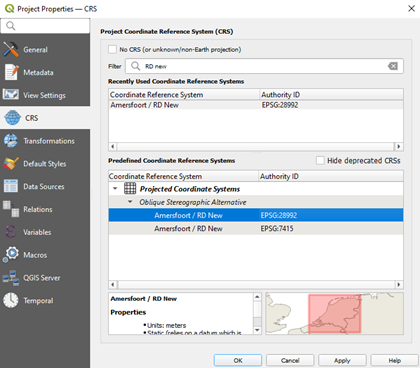 Project Properties — CRS
General
Metadata
View Settings
CRS
Transformations
Default Styles
Data Sources
Relations
Variables
Macros
QGIS Server
Temporal
Project Coordinate Reference System (CRS)
No CRS (or unknown/non-Earth projection)
Filter RD new
Recently Used Coordinate Reference Systems
Coordinate Reference System Authority ID
Amersfoort / RD New EPSG:28992
Predefined Coordinate Reference Systems Hide deprecated CRSs
Coordinate Reference System Authority ID
Projected Coordinate Systems
Oblique Stereographic Alternative
Amersfoort / RD New EPSG:28992
Amersfoort / RD New EPSG:7415
Amersfoort / RD New
Properties
• Units: meters
• Static (relies on a datum which is
OK Cancel Apply Help